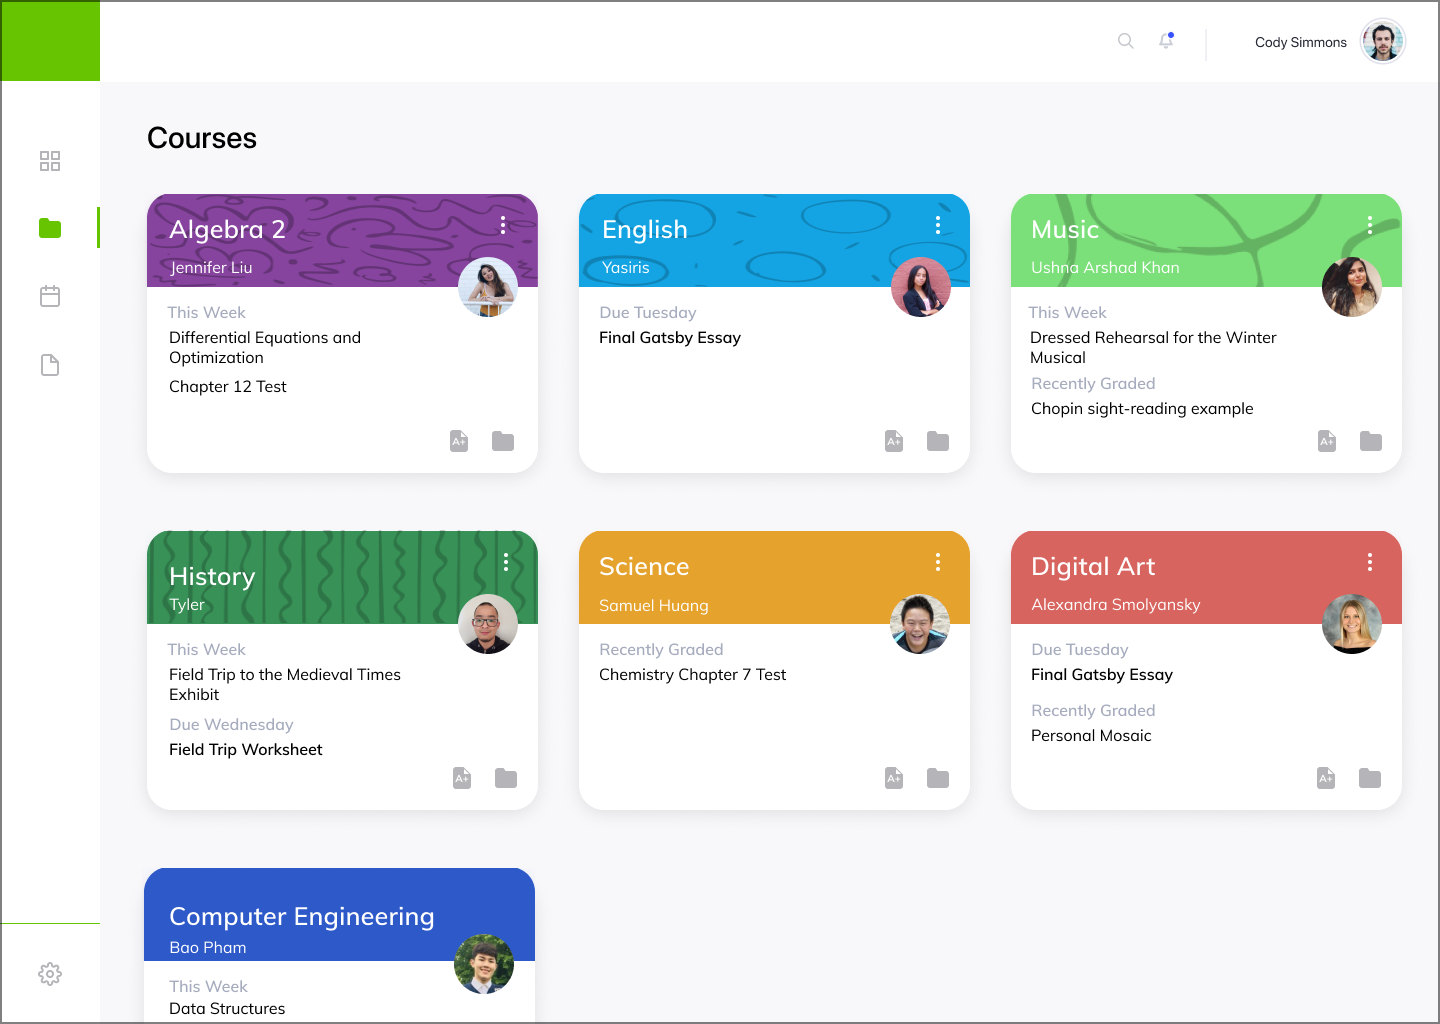 Cody Simmons
Courses
Algebra 2
Jennifer Liu
This Week
Differential Equations and
Optimization
Chapter 12 Test
A+
English
Yasiris
Due Tuesday
Final Gatsby Essay
A+
Music
Ushna Arshad Khan
This Week
Dressed Rehearsal for the Winter
Musical
Recently Graded
Chopin sight-reading example
A+
History
Tyler
This Week
Field Trip to the Medieval Times
Exhibit
Due Wednesday
Field Trip Worksheet
A+
Science
Samuel Huang
Recently Graded
Chemistry Chapter 7 Test
A+
Digital Art
Alexandra Smolyansky
Due Tuesday
Final Gatsby Essay
Recently Graded
Personal Mosaic
A+
Computer Engineering
Bao Pham
This Week
Data Structures